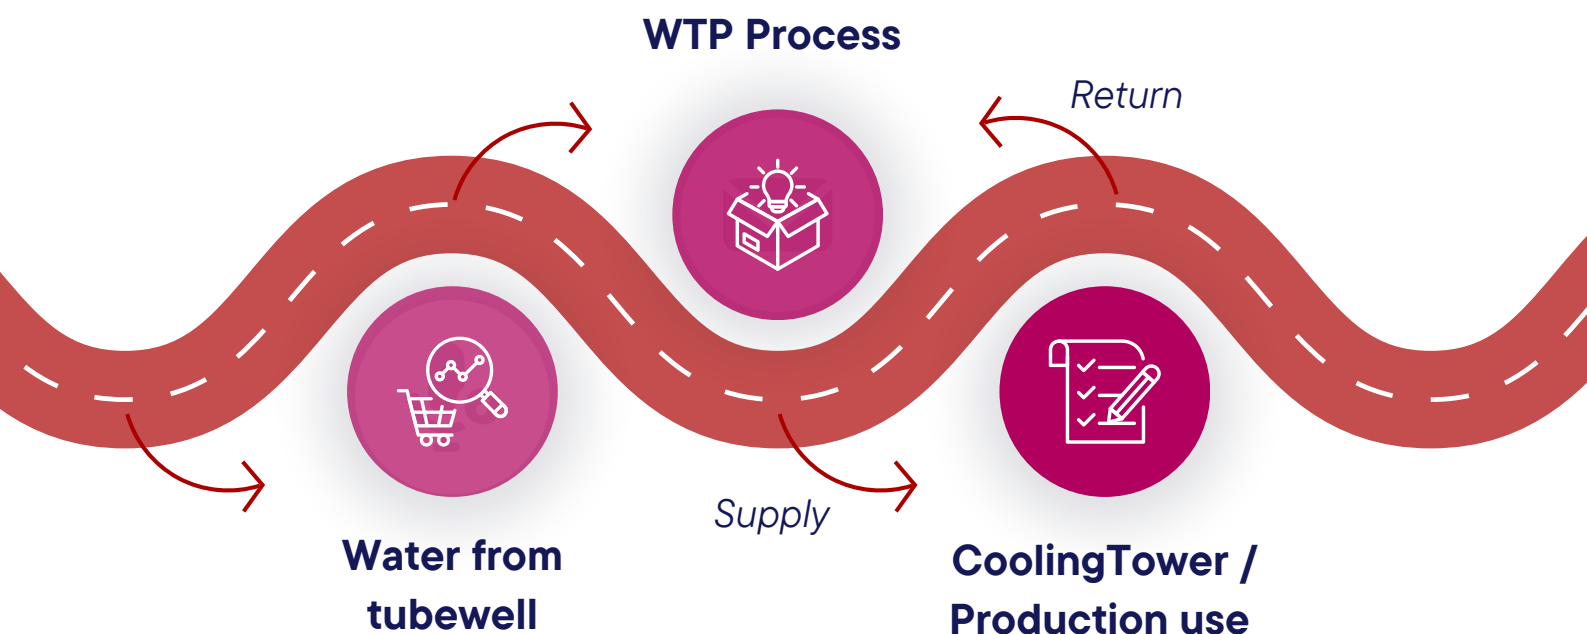 WTP Process
Return
Supply
Water from
tubewell
CoolingTower /
Production use